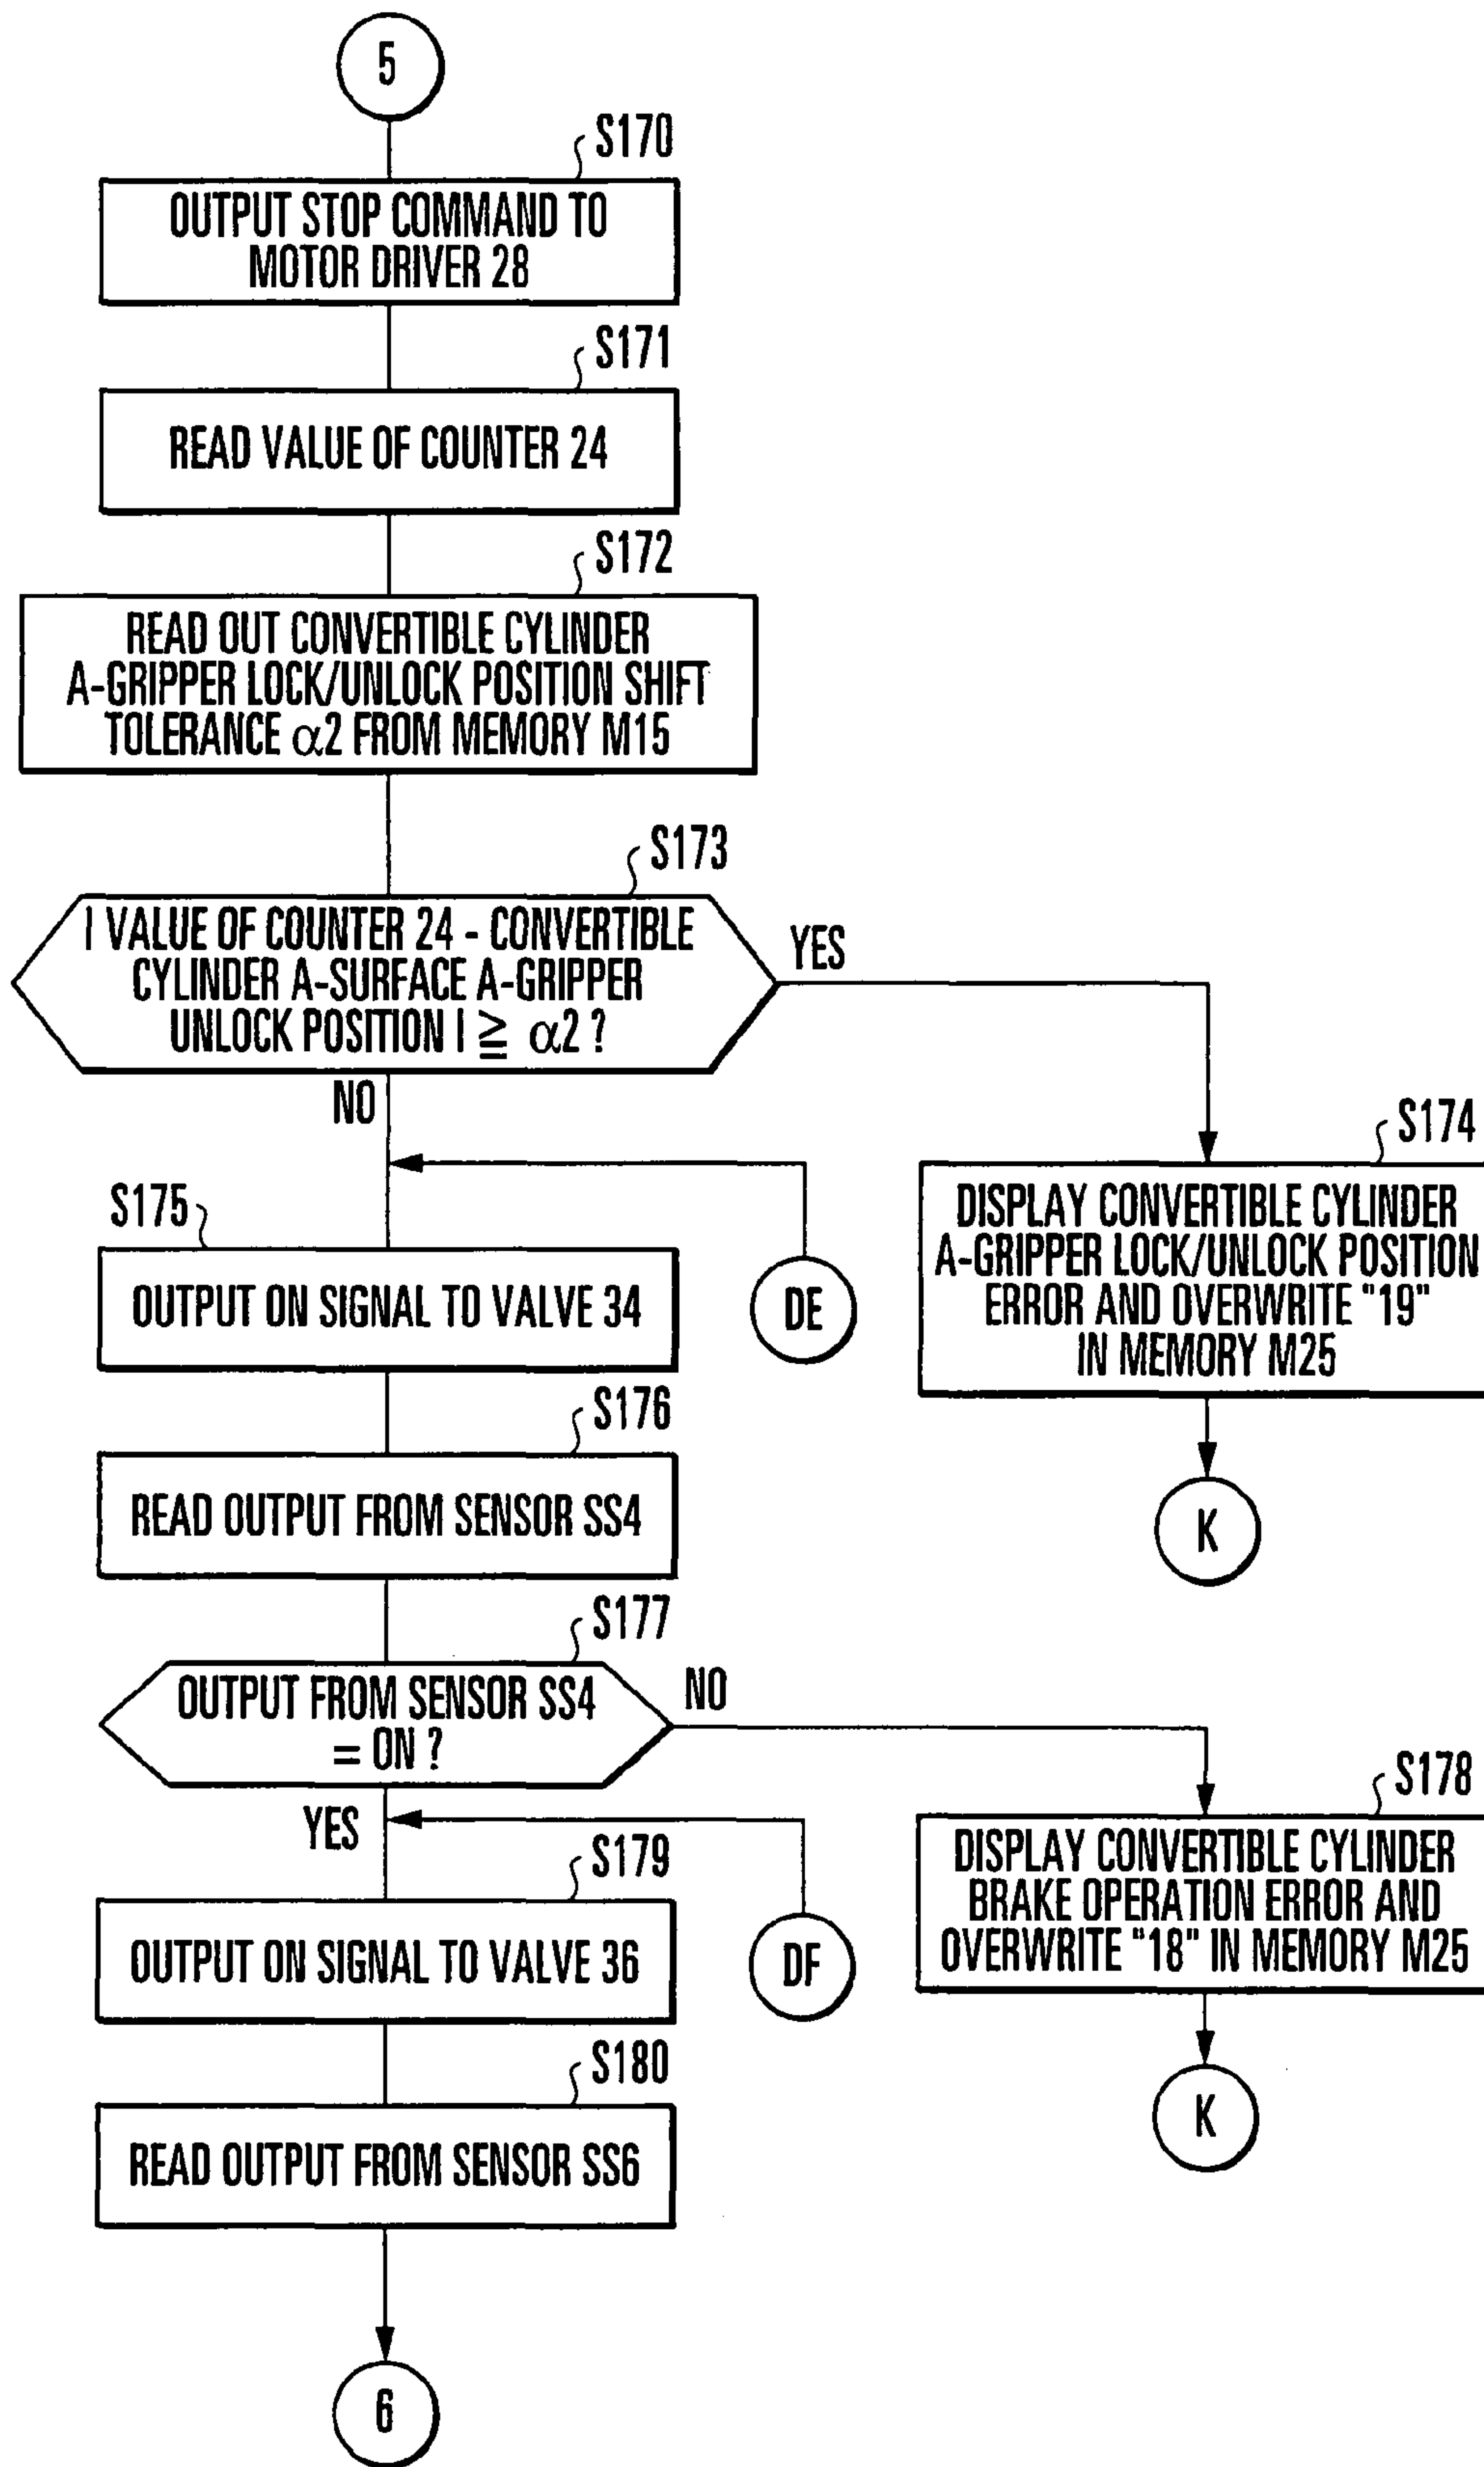 5
S170
OUTPUT STOP COMMAND TO
MOTOR DRIVER 28
S171
READ VALUE OF COUNTER 24
S172
READ OUT CONVERTIBLE CYLINDER
A-GRIPPER LOCK/UNLOCK POSITION SHIFT
TOLERANCE α2 FROM MEMORY M15
S173
| VALUE OF COUNTER 24 - CONVERTIBLE
CYLINDER A-SURFACE A-GRIPPER
UNLOCK POSITION | ≧ α2 ?
YES
NO
S174
DISPLAY CONVERTIBLE CYLINDER
A-GRIPPER LOCK/UNLOCK POSITION
ERROR AND OVERWRITE "19"
IN MEMORY M25
K
S175
OUTPUT ON SIGNAL TO VALVE 34
DE
S176
READ OUTPUT FROM SENSOR SS4
S177
OUTPUT FROM SENSOR SS4
= ON ?
NO
YES
S178
DISPLAY CONVERTIBLE CYLINDER
BRAKE OPERATION ERROR AND
OVERWRITE "18" IN MEMORY M25
K
S179
OUTPUT ON SIGNAL TO VALVE 36
DF
S180
READ OUTPUT FROM SENSOR SS6
6